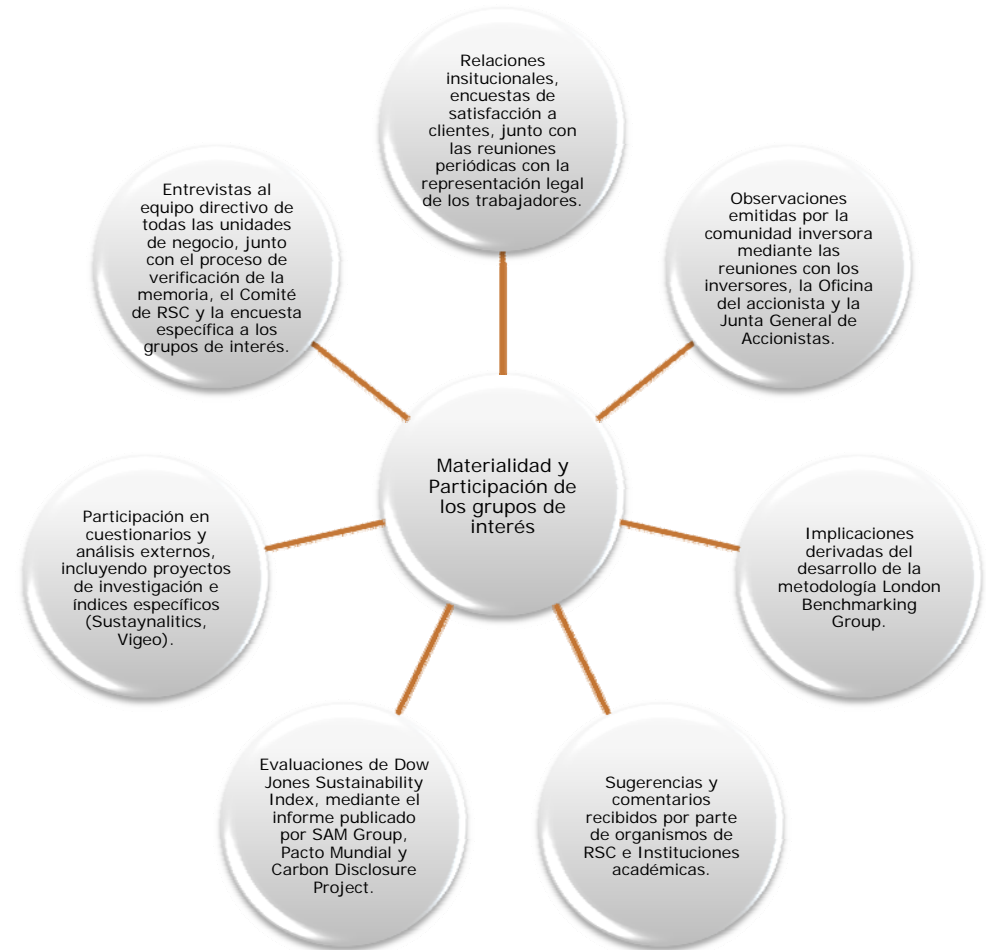 Relaciones
insitucionales,
encuestas de
satisfacción a
clientes, junto con
las reuniones
periódicas con la
representación legal
de los trabajadores.
Observaciones
emitidas por la
comunidad inversora
mediante las
reuniones con los
inversores, la Oficina
del accionista y la
Junta General de
Accionistas.
Implicaciones
derivadas del
desarrollo de la
metodología London
Benchmarking
Group.
Sugerencias y
comentarios
recibidos por parte
de organismos de
RSC e Instituciones
académicas.
Evaluaciones de Dow
Jones Sustainability
Index, mediante el
informe publicado
por SAM Group,
Pacto Mundial y
Carbon Disclosure
Project.
Participación en
cuestionarios y
análisis externos,
incluyendo proyectos
de investigación e
índices específicos
(Sustaynalitics,
Vigeo).
Entrevistas al
equipo directivo de
todas las unidades
de negocio, junto
con el proceso de
verificación de la
memoria, el Comité
de RSC y la encuesta
específica a los
grupos de interés.
Materialidad y
Participación de
los grupos de
interés